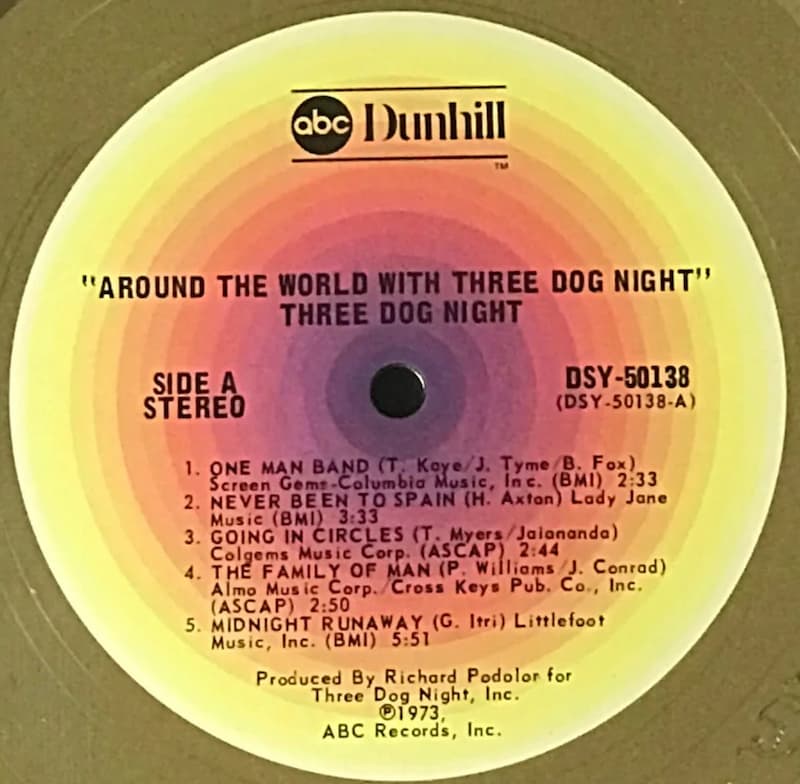 abc Dunhill
™
"AROUND THE WORLD WITH THREE DOG NIGHT"
THREE DOG NIGHT
SIDE A
STEREO
DSY-50138
(DSY-50138-A)
1. ONE MAN BAND (T. Kaye/J. Tyme/B. Fox)
Screen Gems-Columbia Music, Inc. (BMI) 2:33
2. NEVER BEEN TO SPAIN (H. Axton) Lady Jane
Music (BMI) 3:33
3. GOING IN CIRCLES (T. Myers/Jaiananda)
Colgems Music Corp. (ASCAP) 2:44
4. THE FAMILY OF MAN (P. Williams/J. Conrad)
Almo Music Corp./Cross Keys Pub. Co., Inc.
(ASCAP) 2:50
5. MIDNIGHT RUNAWAY (G. Itri) Littlefoot
Music, Inc. (BMI) 5:51
Produced By Richard Podolor for
Three Dog Night, Inc.
℗1973,
ABC Records, Inc.